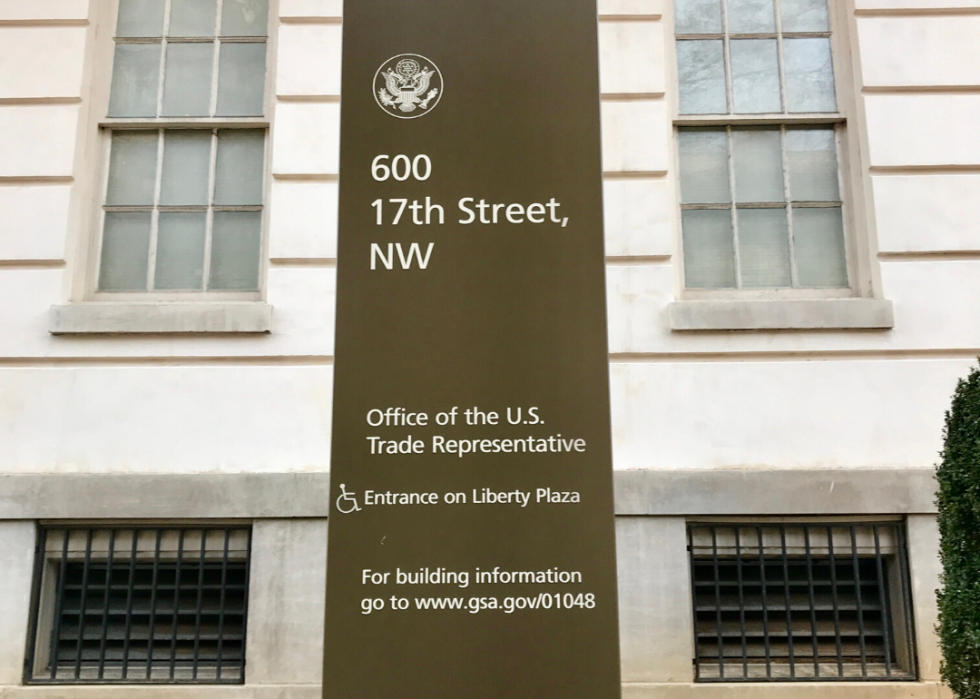 600
17th Street,
NW
Office of the U.S.
Trade Representative
Entrance on Liberty Plaza
For building information
go to www.gsa.gov/01048